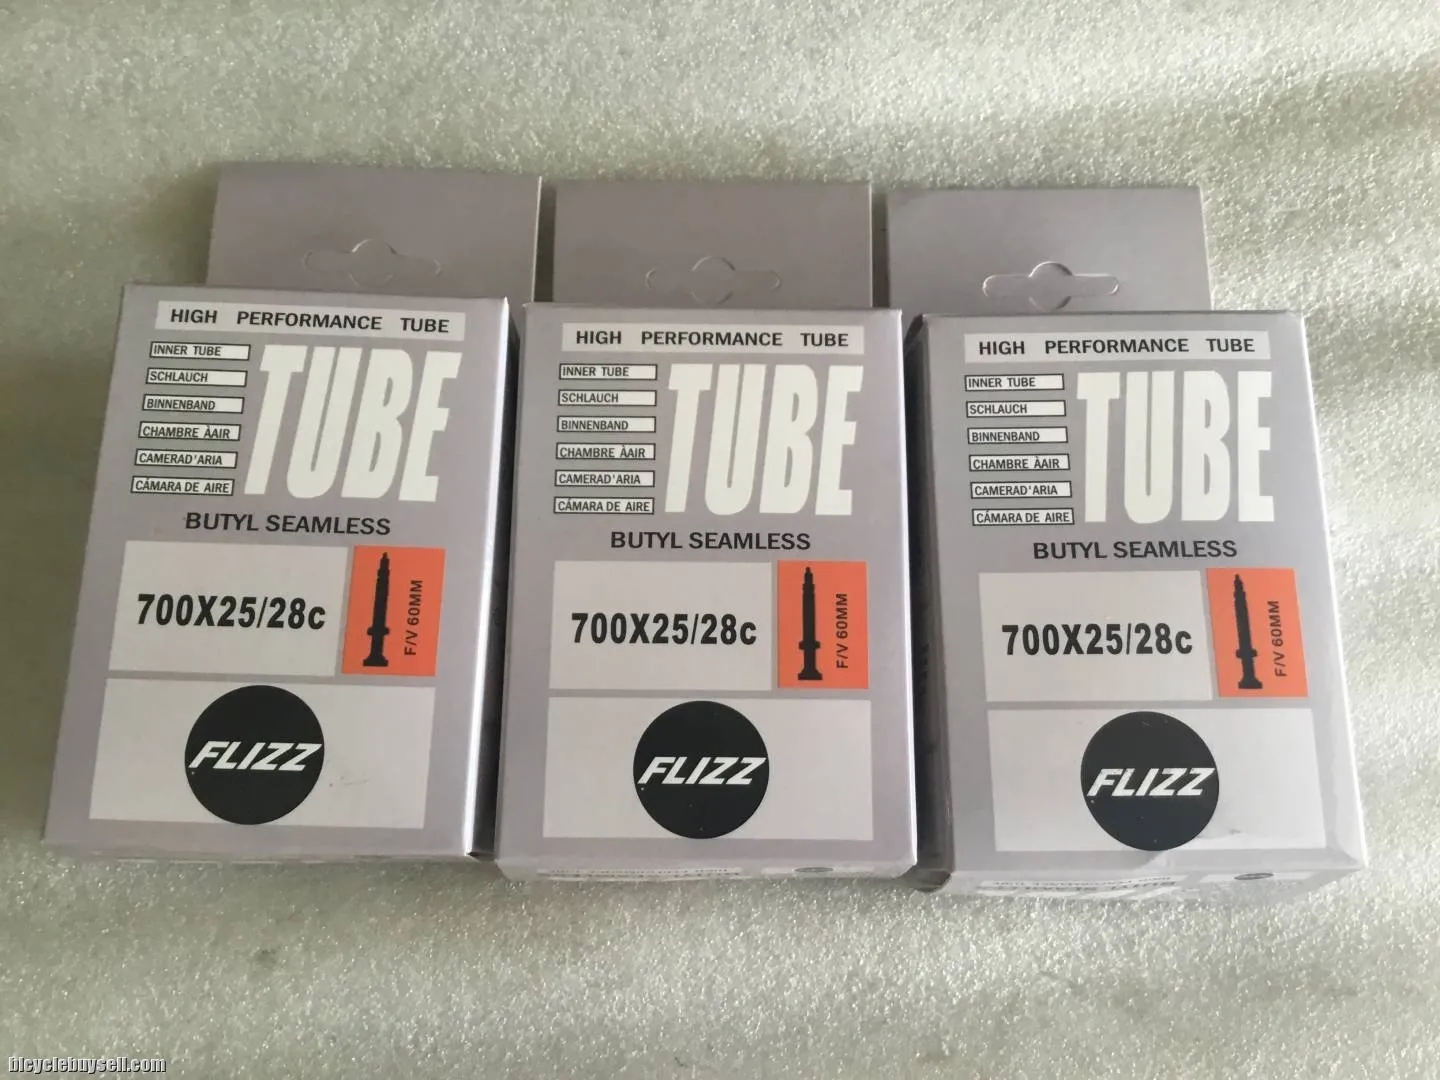 HIGH PERFORMANCE TUBE
INNER TUBE
SCHLAUCH
BINNENBAND
CHAMBRE ÀAIR
CAMERAD'ARIA
CÁMARA DE AIRE
TUBE
BUTYL SEAMLESS
700X25/28c
F/V 60MM
FLIZZ
HIGH PERFORMANCE TUBE
INNER TUBE
SCHLAUCH
BINNENBAND
CHAMBRE ÀAIR
CAMERAD'ARIA
CÁMARA DE AIRE
TUBE
BUTYL SEAMLESS
700X25/28c
F/V 60MM
FLIZZ
HIGH PERFORMANCE TUBE
INNER TUBE
SCHLAUCH
BINNENBAND
CHAMBRE ÀAIR
CAMERAD'ARIA
CÁMARA DE AIRE
TUBE
BUTYL SEAMLESS
700X25/28c
F/V 60MM
FLIZZ
bicyclebuysell.com